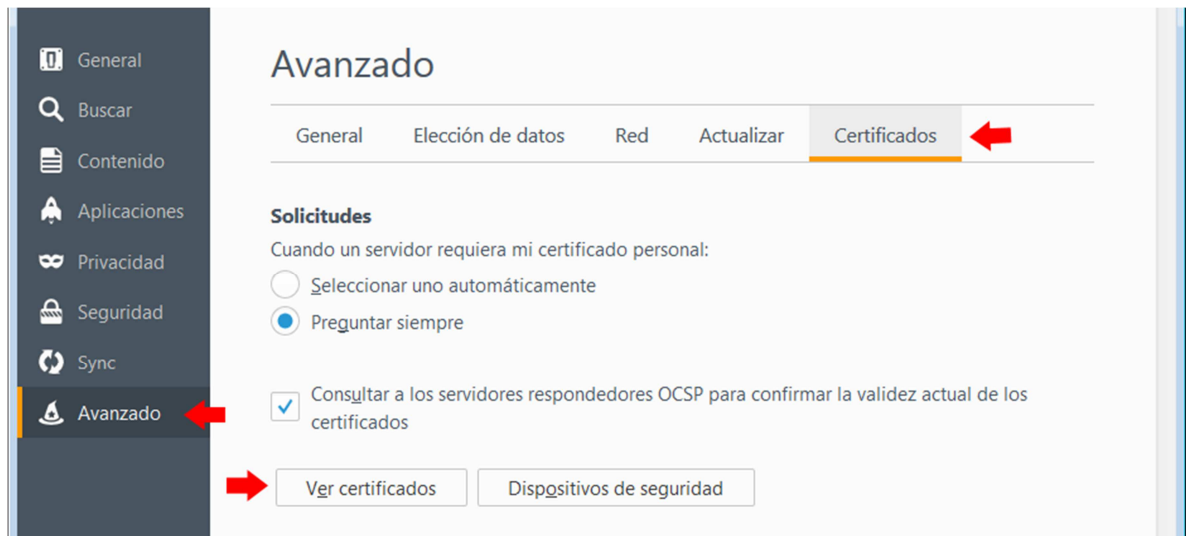 General
Buscar
Contenido
Aplicaciones
Privacidad
Seguridad
Sync
Avanzado
Avanzado
General Elección de datos Red Actualizar Certificados
Solicitudes
Cuando un servidor requiera mi certificado personal:
Seleccionar uno automáticamente
Preguntar siempre
Consultar a los servidores respondedores OCSP para confirmar la validez actual de los
certificados
Ver certificados Dispositivos de seguridad